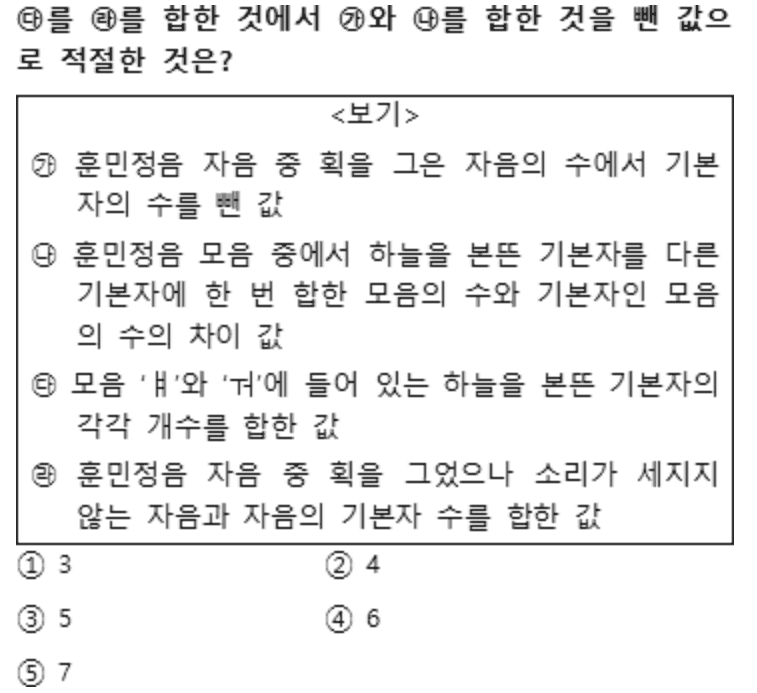 ㉰를 ㉱를 합한 것에서 ㉮와 ㉯를 합한 것을 뺀 값으
로 적절한 것은?
<보기>
㉮ 훈민정음 자음 중 획을 그은 자음의 수에서 기본
자의 수를 뺀 값
㉯ 훈민정음 모음 중에서 하늘을 본뜬 기본자를 다른
기본자에 한 번 합한 모음의 수와 기본자인 모음
의 수의 차이 값
㉰ 모음 ‘ㅒ’와 ‘ㅝ’에 들어 있는 하늘을 본뜬 기본자의
각각 개수를 합한 값
㉱ 훈민정음 자음 중 획을 그었으나 소리가 세지지
않는 자음과 자음의 기본자 수를 합한 값
① 3 ② 4
③ 5 ④ 6
⑤ 7